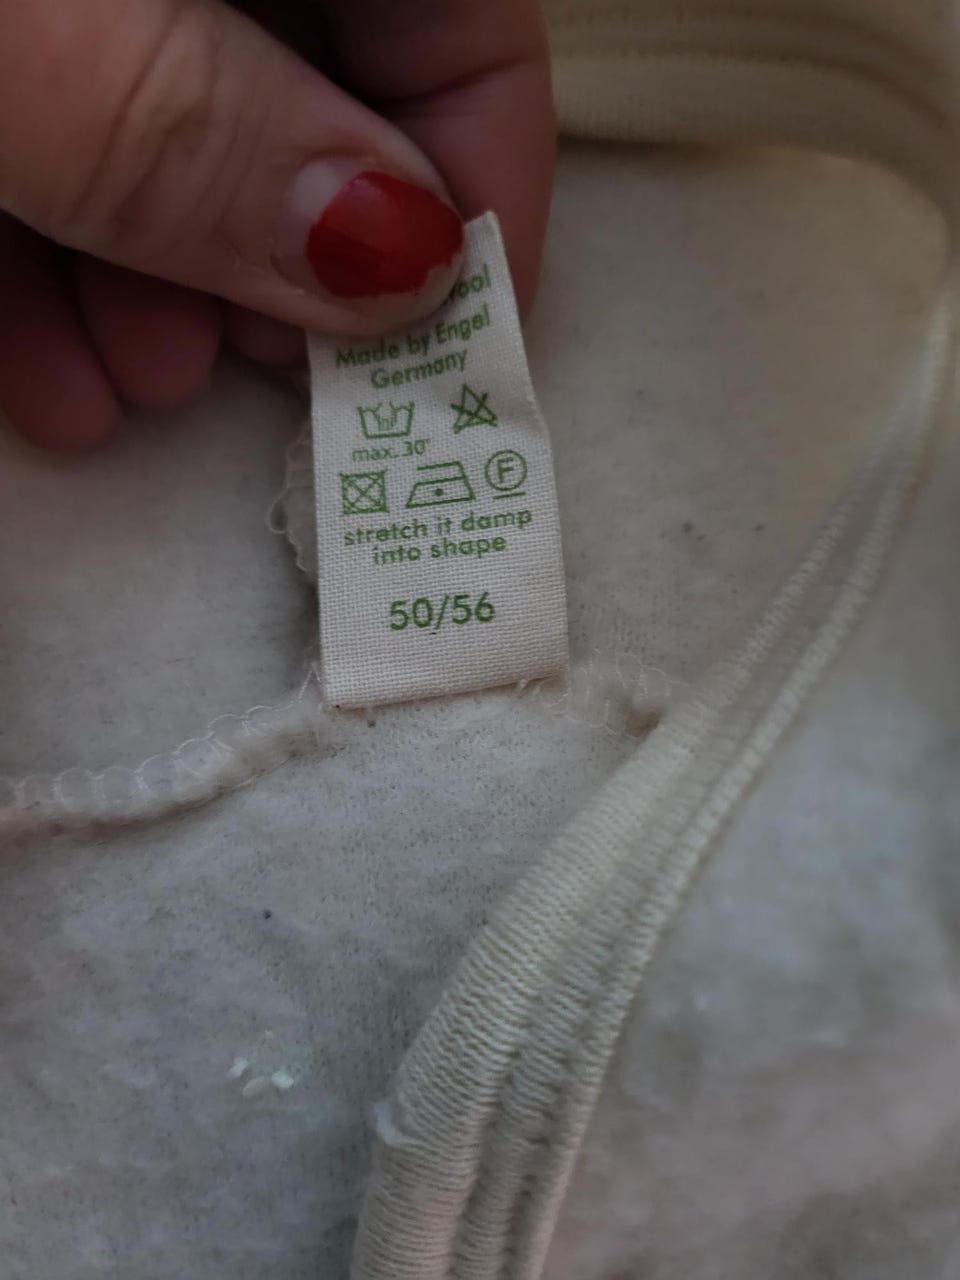 Made by Engel
Germany
max. 30°
F
stretch it damp
into shape
50/56